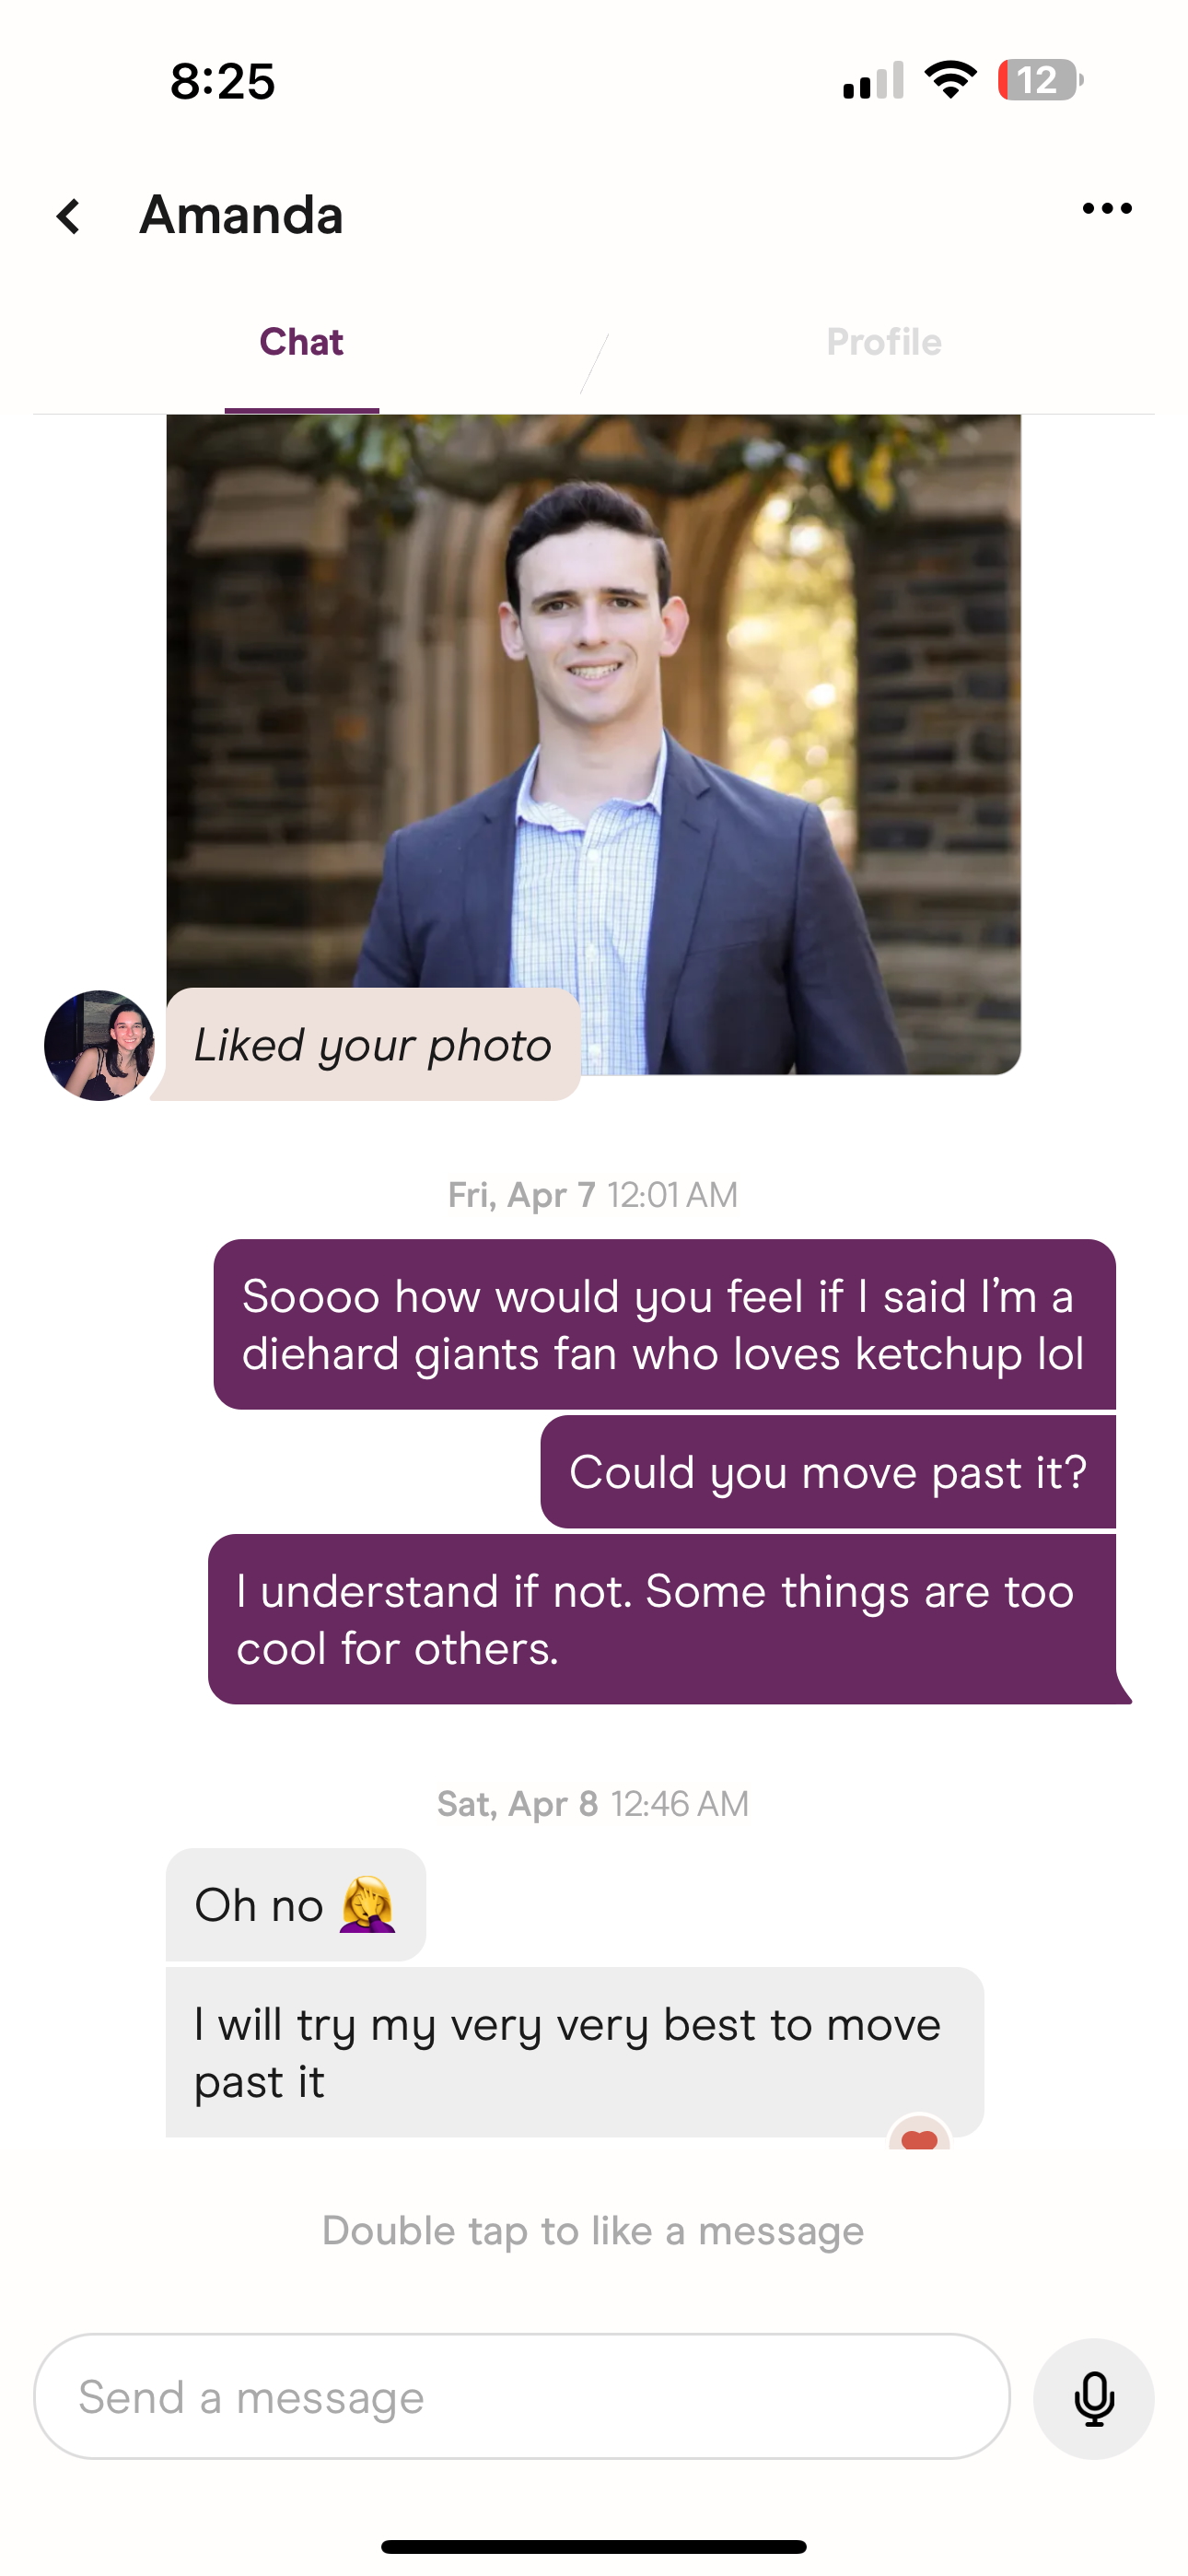 8:25
12
Amanda
Chat
Profile
Liked your photo
Fri, Apr 7 12:01 AM
Soooo how would you feel if I said I’m a
diehard giants fan who loves ketchup lol
Could you move past it?
I understand if not. Some things are too
cool for others.
Sat, Apr 8 12:46 AM
Oh no 🤦‍♀️
I will try my very very best to move
past it
Double tap to like a message
Send a message